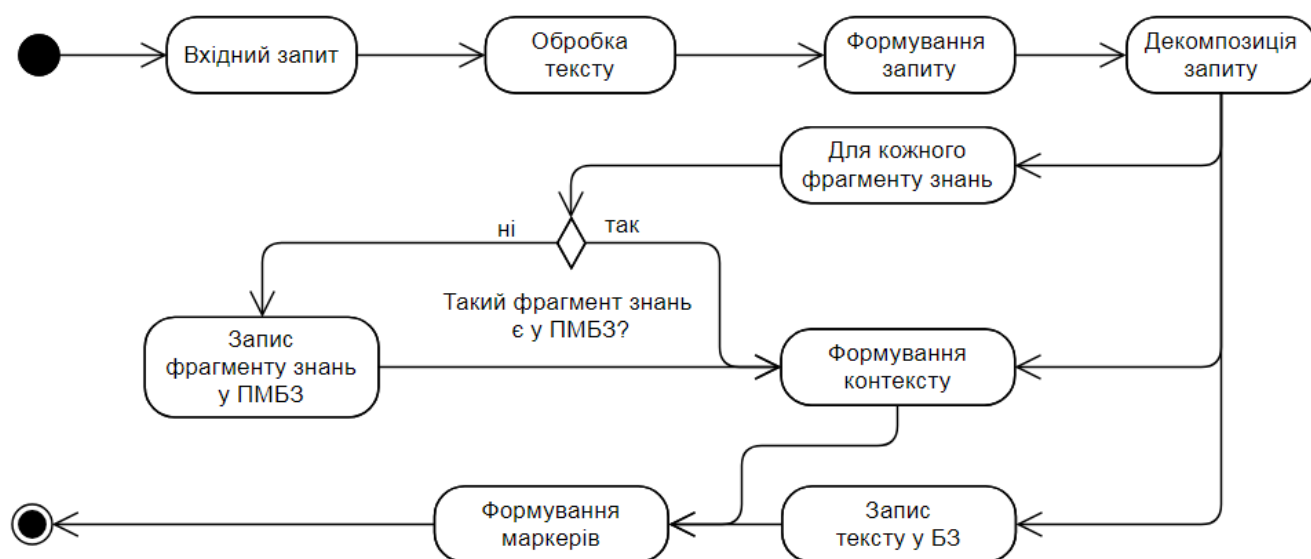 Вхідний запит
Обробка
тексту
Формування
запиту
Декомпозиція
запиту
Для кожного
фрагменту знань
ні
так
Такий фрагмент знань
є у ПМБЗ?
Запис
фрагменту знань
у ПМБЗ
Формування
контексту
Формування
маркерів
Запис
тексту у БЗ